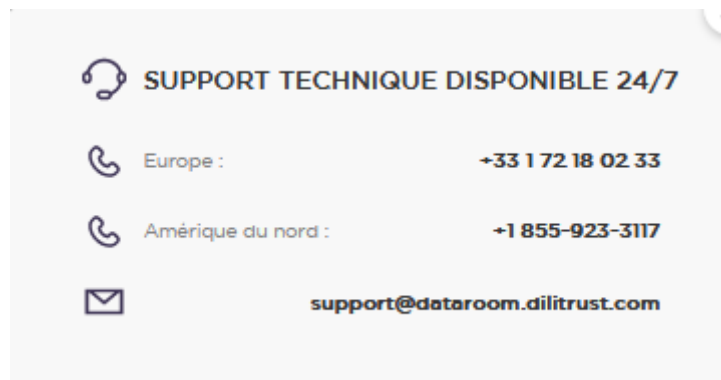 SUPPORT TECHNIQUE DISPONIBLE 24/7
Europe : +33 1 72 18 02 33
Amérique du nord : +1 855-923-3117
support@dataroom.dilitrust.com